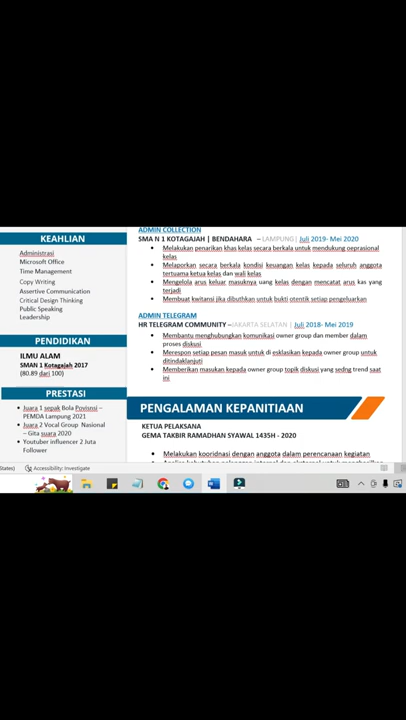 KEAHLIAN
Administrasi
Microsoft Office
Time Management
Copy Writing
Assertive Communication
Critical Design Thinking
Public Speaking
Leadership
PENDIDIKAN
ILMU ALAM
SMAN 1 Kotagajah 2017
(80.89 dari 100)
PRESTASI
Juara 1 sepak Bola Povisnsi –
PEMDA Lampung 2021
Juara 2 Vocal Group Nasional
– Gita suara 2020
Youtuber influencer 2 Juta
Follower
ADMIN COLLECTION
SMA N 1 KOTAGAJAH | BENDAHARA – LAMPUNG| Juli 2019- Mei 2020
Melakukan penarikan khas kelas secara berkala untuk mendukung oeprasional
kelas
Melaporkan secara berkala kondisi keuangan kelas kepada seluruh anggota
tertuama ketua kelas dan wali kelas
Mengelola arus keluar masuknya uang kelas dengan mencatat arus kas yang
terjadi
Membuat kwitansi jika dibuthkan untuk bukti otentik setiap pengeluaran
ADMIN TELEGRAM
HR TELEGRAM COMMUNITY –JAKARTA SELATAN | Juli 2018- Mei 2019
Membantu menghubungkan komunikasi owner group dan member dalam
proses diskusi
Merespon setiap pesan masuk untuk di esklasikan kepada owner group untuk
ditindaklanjuti
Memberikan masukan kepada owner group topik diskusi yang sedng trend saat
ini
PENGALAMAN KEPANITIAAN
KETUA PELAKSANA
GEMA TAKBIR RAMADHAN SYAWAL 1435H - 2020
Melakukan kooridnasi dengan anggota dalam perencanaan kegiatan
States)
Accessibility: Investigate